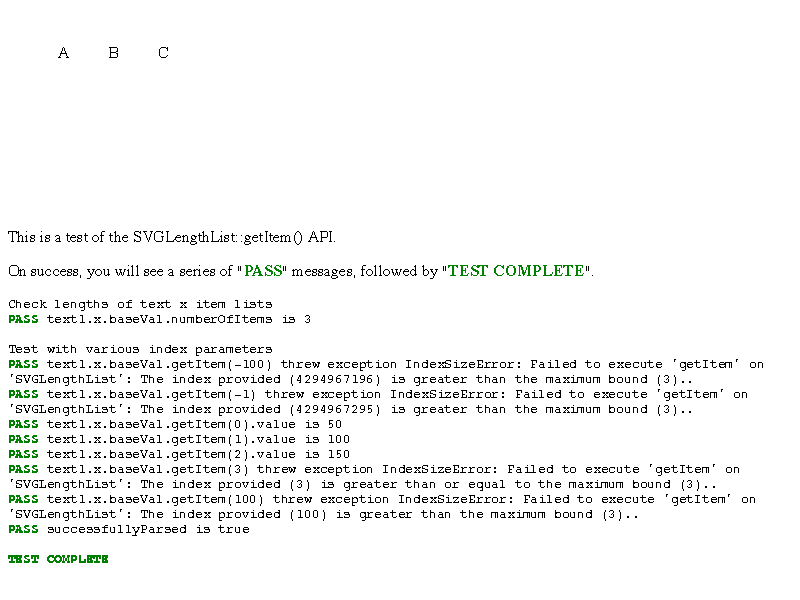 A B C
This is a test of the SVGLengthList::getItem() API.
On success, you will see a series of "PASS" messages, followed by "TEST COMPLETE".
Check lengths of text x item lists
PASS text1.x.baseVal.numberOfItems is 3
Test with various index parameters
PASS text1.x.baseVal.getItem(-100) threw exception IndexSizeError: Failed to execute 'getItem' on
'SVGLengthList': The index provided (4294967196) is greater than the maximum bound (3)..
PASS text1.x.baseVal.getItem(-1) threw exception IndexSizeError: Failed to execute 'getItem' on
'SVGLengthList': The index provided (4294967295) is greater than the maximum bound (3)..
PASS text1.x.baseVal.getItem(0).value is 50
PASS text1.x.baseVal.getItem(1).value is 100
PASS text1.x.baseVal.getItem(2).value is 150
PASS text1.x.baseVal.getItem(3) threw exception IndexSizeError: Failed to execute 'getItem' on
'SVGLengthList': The index provided (3) is greater than or equal to the maximum bound (3)..
PASS text1.x.baseVal.getItem(100) threw exception IndexSizeError: Failed to execute 'getItem' on
'SVGLengthList': The index provided (100) is greater than the maximum bound (3)..
PASS successfullyParsed is true
TEST COMPLETE